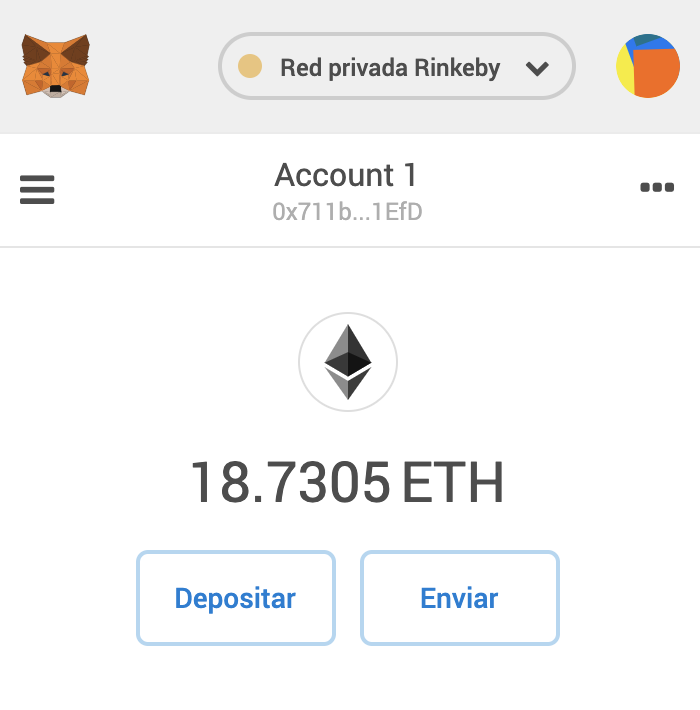 Red privada Rinkeby
Account 1
0x711b...1EfD
18.7305 ETH
Depositar
Enviar